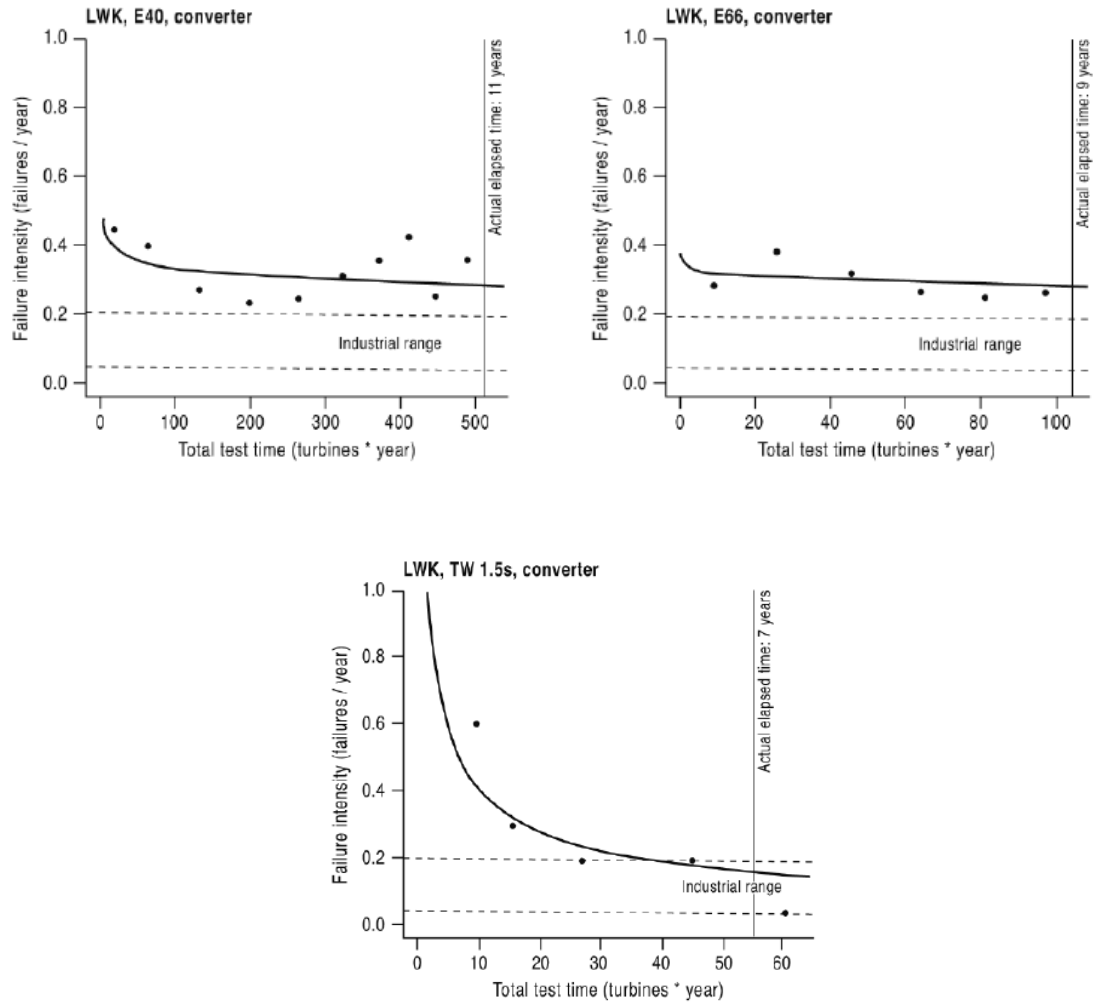 LWK, E40, converter
1.0
0.8
0.6
0.4
0.2
0.0
Failure intensity (failures / year)
Actual elapsed time: 11 years
Industrial range
0 100 200 300 400 500
Total test time (turbines * year)
LWK, E66, converter
1.0
0.8
0.6
0.4
0.2
0.0
Failure intensity (failures / year)
Actual elapsed time: 9 years
Industrial range
0 20 40 60 80 100
Total test time (turbines * year)
LWK, TW 1.5s, converter
1.0
0.8
0.6
0.4
0.2
0.0
Failure intensity (failures / year)
Actual elapsed time: 7 years
Industrial range
0 10 20 30 40 50 60
Total test time (turbines * year)